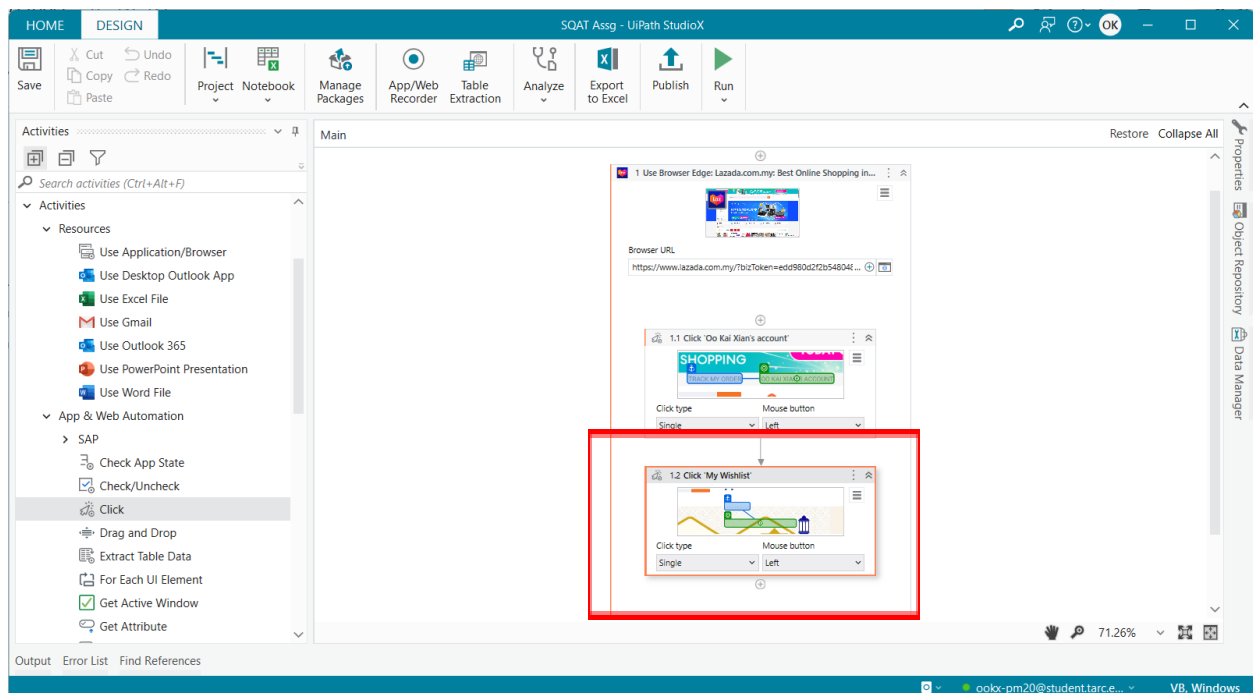 HOME DESIGN SQAT Assg - UiPath StudioX OK
Save
Cut Undo
Copy Redo
Paste
Project Notebook
Manage Packages
App/Web Recorder
Table Extraction
Analyze
Export to Excel
Publish
Run
Activities
Search activities (Ctrl+Alt+F)
Activities
Resources
Use Application/Browser
Use Desktop Outlook App
Use Excel File
Use Gmail
Use Outlook 365
Use PowerPoint Presentation
Use Word File
App & Web Automation
SAP
Check App State
Check/Uncheck
Click
Drag and Drop
Extract Table Data
For Each UI Element
Get Active Window
Get Attribute
Main Restore Collapse All
1 Use Browser Edge: Lazada.com.my: Best Online Shopping in...
Browser URL
https://www.lazada.com.my/?bizToken=edd980d2f2b54804...
1.1 Click 'Oo Kai Xian's account'
SHOPPING
TRACK MY ORDER OO KAI XIAN'S ACCOUNT
Click type Mouse button
Single Left
1.2 Click 'My Wishlist'
Click type Mouse button
Single Left
71.26%
Properties
Object Repository
Data Manager
Output Error List Find References
ookx-pm20@student.tarc.e... VB, Windows